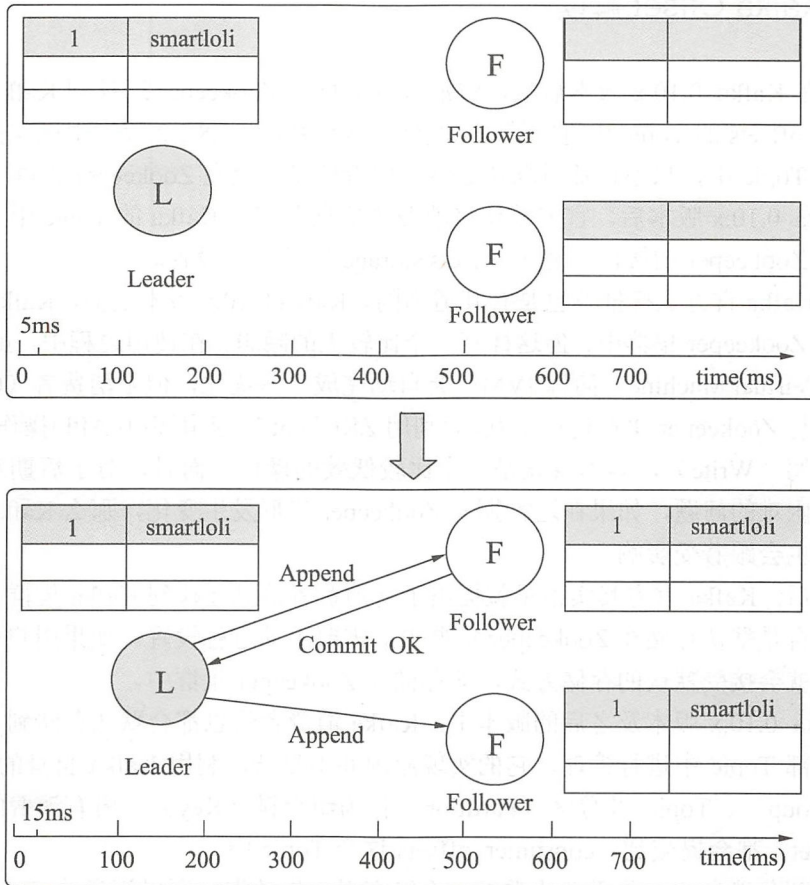 1 smartloli
F
Follower
L
Leader
F
Follower
5ms
0 100 200 300 400 500 600 700 time(ms)
1 smartloli
F
1 smartloli
Append
Follower
Commit OK
L
Leader
Append
F
1 smartloli
Follower
15ms
0 100 200 300 400 500 600 700 time(ms)